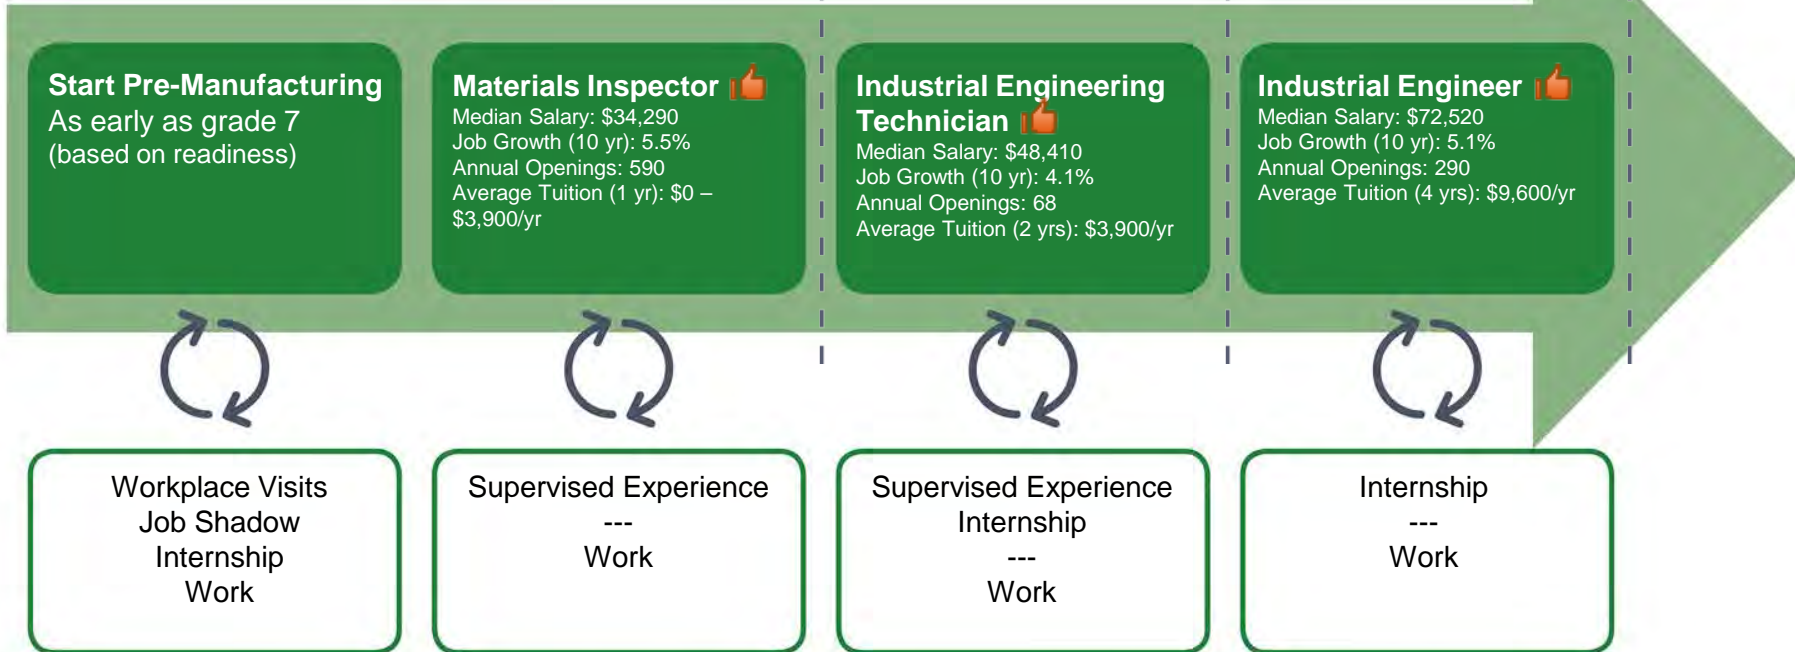 Start Pre-Manufacturing
As early as grade 7
(based on readiness)
Materials Inspector
Median Salary: $34,290
Job Growth (10 yr): 5.5%
Annual Openings: 590
Average Tuition (1 yr): $0 –
$3,900/yr
Industrial Engineering
Technician
Median Salary: $48,410
Job Growth (10 yr): 4.1%
Annual Openings: 68
Average Tuition (2 yrs): $3,900/yr
Industrial Engineer
Median Salary: $72,520
Job Growth (10 yr): 5.1%
Annual Openings: 290
Average Tuition (4 yrs): $9,600/yr
Workplace Visits
Job Shadow
Internship
Work
Supervised Experience
---
Work
Supervised Experience
Internship
---
Work
Internship
---
Work